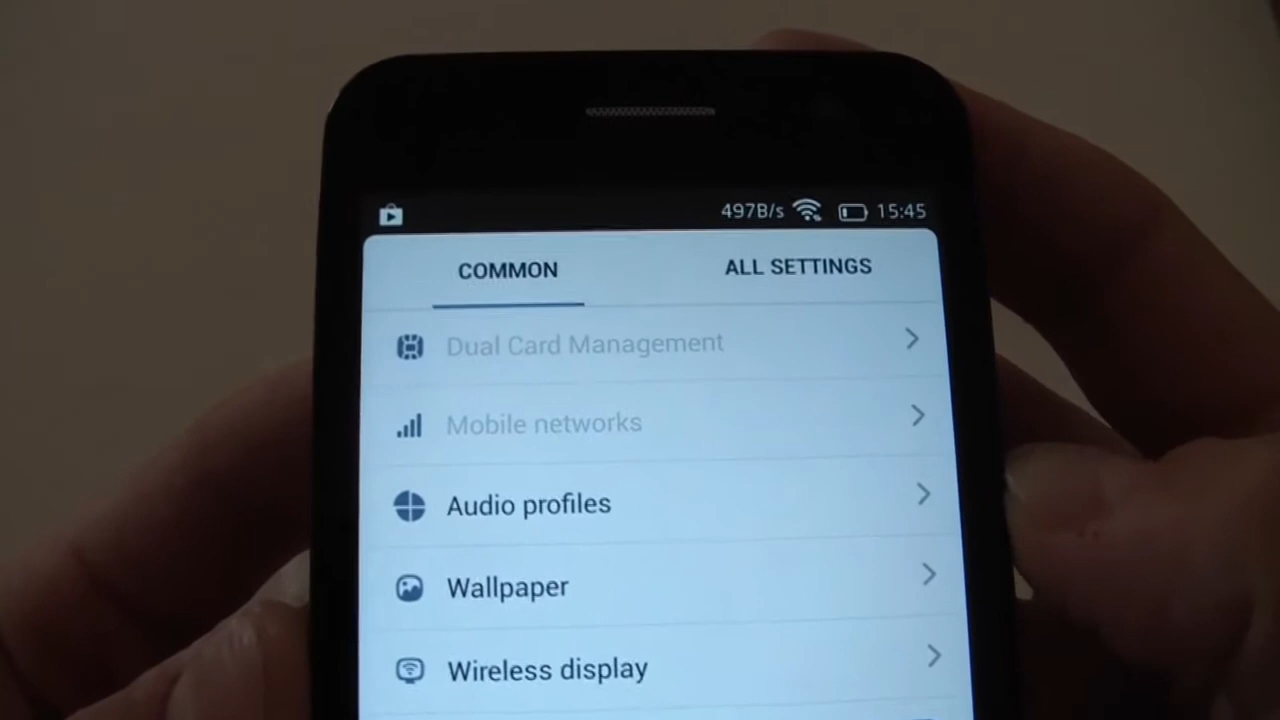 497B/s 15:45
COMMON ALL SETTINGS
Dual Card Management
Mobile networks
Audio profiles
Wallpaper
Wireless display